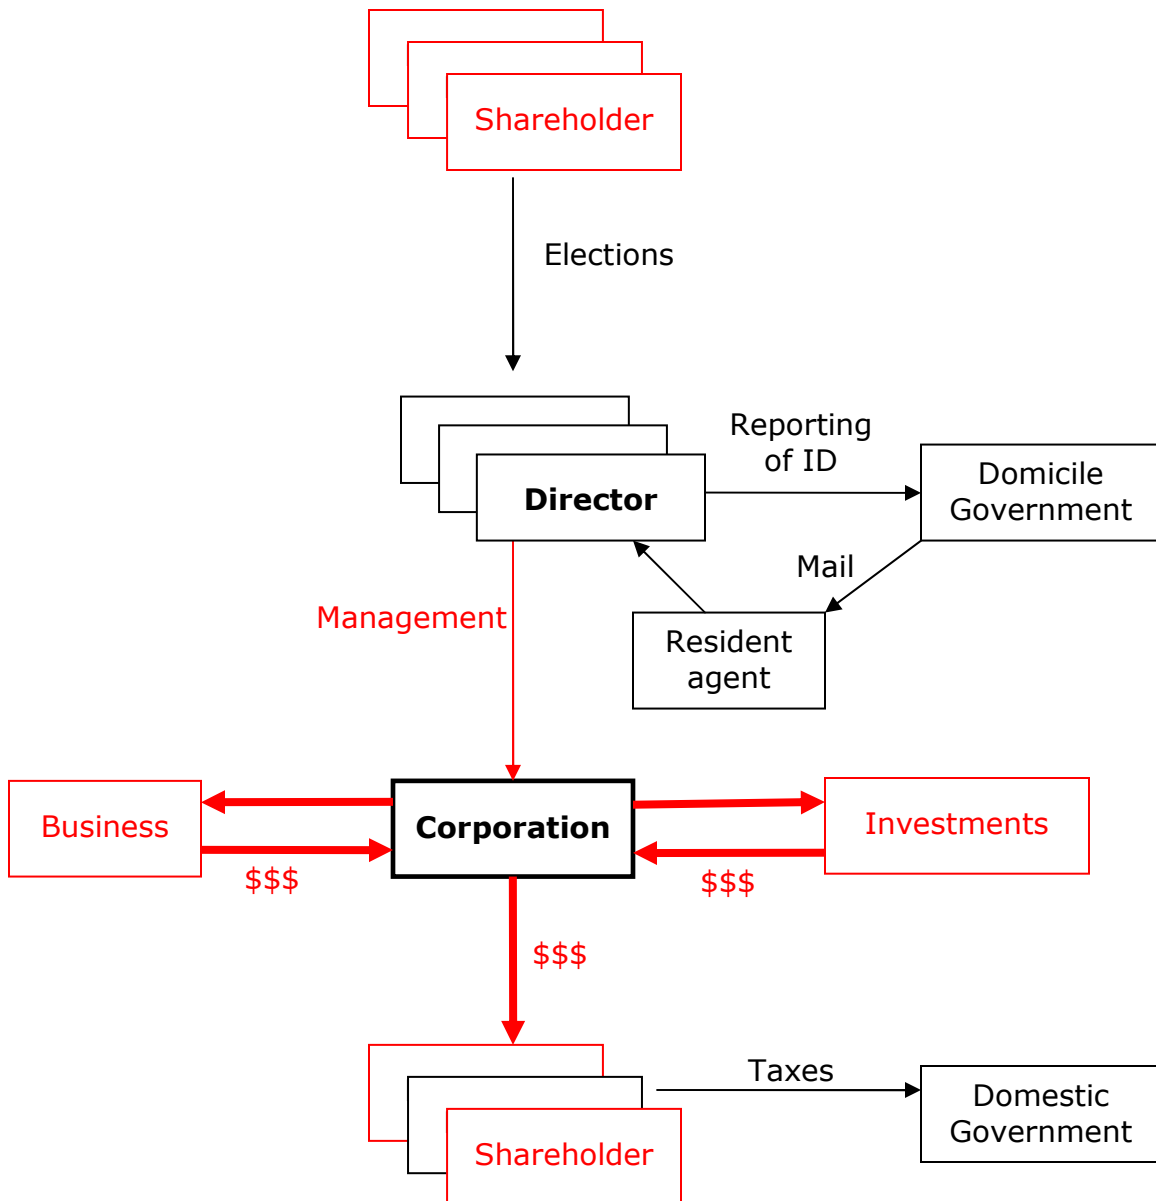 Shareholder
Elections
Reporting
of ID
Domicile
Government
Director
Mail
Management
Resident
agent
Business
Corporation
Investments
$$$
$$$
$$$
Taxes
Domestic
Government
Shareholder